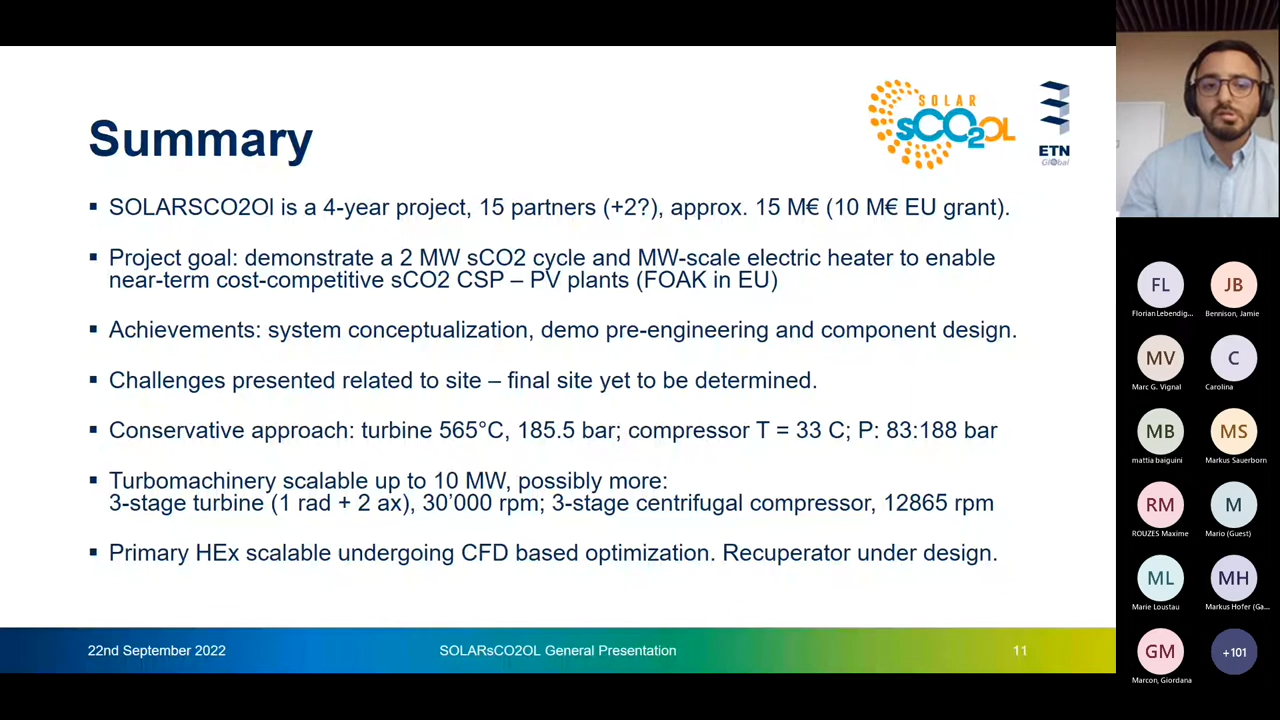 SOLAR
sCO2OL
ETN
Global
Summary
▪ SOLARSCO2Ol is a 4-year project, 15 partners (+2?), approx. 15 M€ (10 M€ EU grant).
▪ Project goal: demonstrate a 2 MW sCO2 cycle and MW-scale electric heater to enable
near-term cost-competitive sCO2 CSP – PV plants (FOAK in EU)
▪ Achievements: system conceptualization, demo pre-engineering and component design.
▪ Challenges presented related to site – final site yet to be determined.
▪ Conservative approach: turbine 565°C, 185.5 bar; compressor T = 33 C; P: 83:188 bar
▪ Turbomachinery scalable up to 10 MW, possibly more:
3-stage turbine (1 rad + 2 ax), 30’000 rpm; 3-stage centrifugal compressor, 12865 rpm
▪ Primary HEx scalable undergoing CFD based optimization. Recuperator under design.
22nd September 2022
SOLARsCO2OL General Presentation
11
FL
Florian Lebendig...
JB
Bennison, Jamie
MV
Marc G. Vignal
C
Carolina
MB
mattia baiguini
MS
Markus Sauerborn
RM
ROUZES Maxime
M
Mario (Guest)
ML
Marie Loustau
MH
Markus Hofer (Ga...
GM
Marcon, Giordana
+101